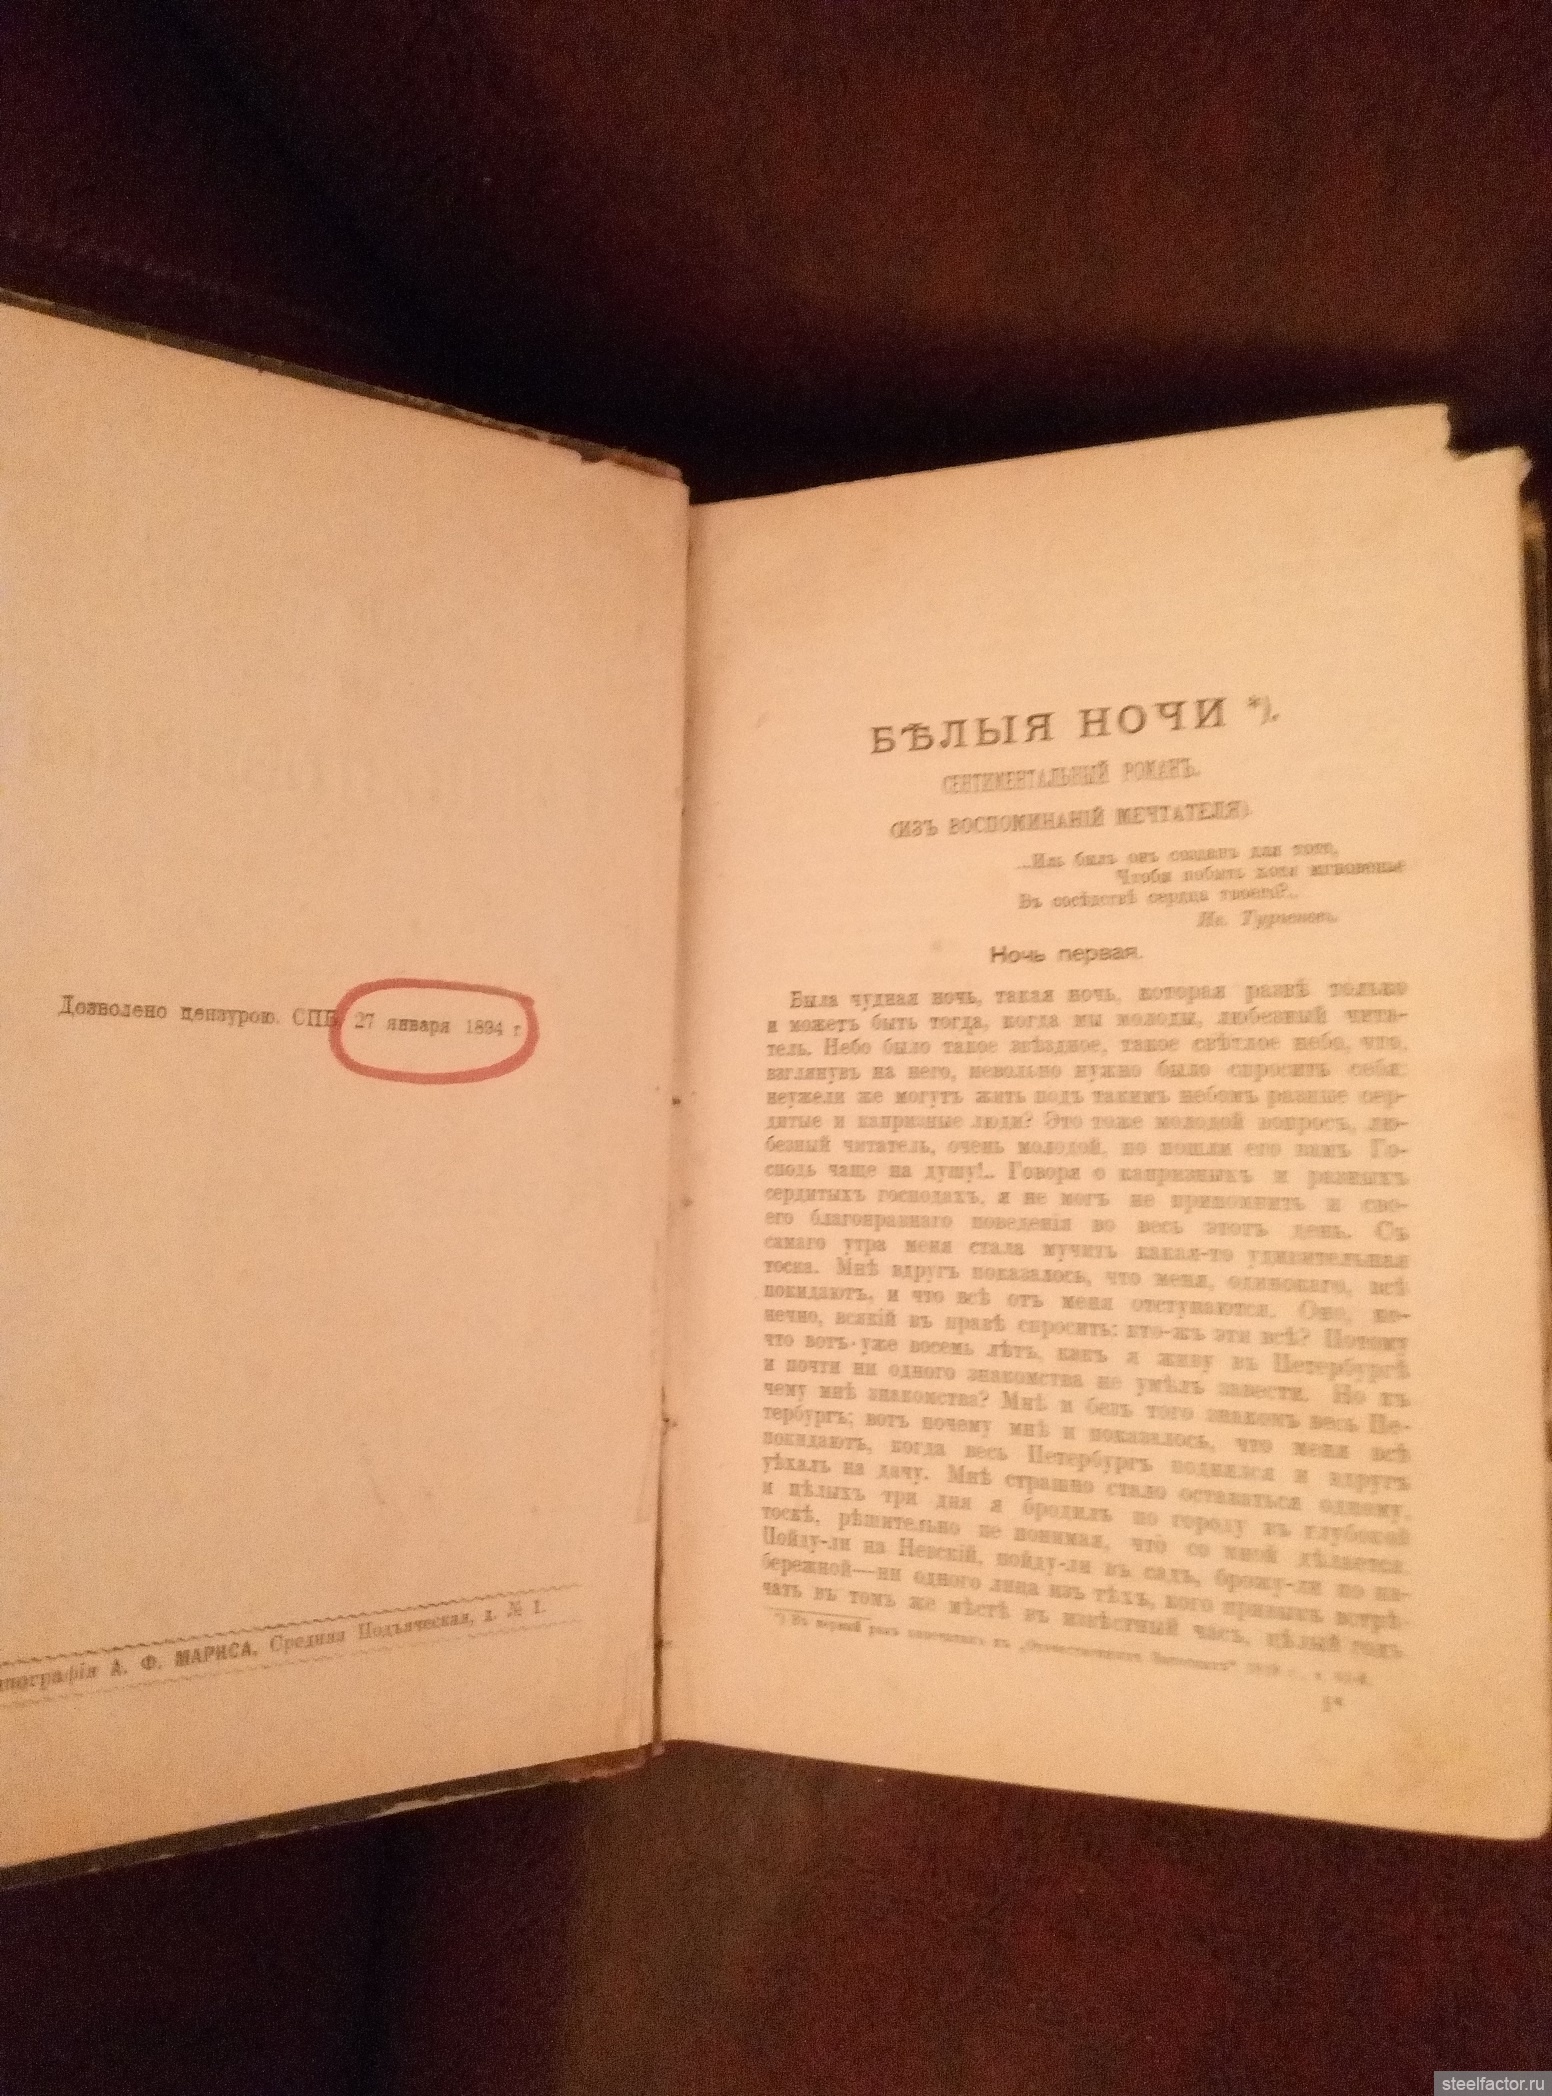 Дозволено цензурою. СПБ. 27 января 1894 г.
типографія А. Ф. МАРКСА, Средняя Подъяческая, д. № 1.
БѢЛЫЯ НОЧИ *).
СЕНТИМЕНТАЛЬНЫЙ РОМАНЪ.
(ИЗЪ ВОСПОМИНАНІЙ МЕЧТАТЕЛЯ).
...Иль былъ онъ созданъ для того,
Чтобы побыть хотя мгновенье
Въ сосѣдствѣ сердца твоего?..
Ив. Тургеневъ.
Ночь первая.
Была чудная ночь, такая ночь, которая развѣ только
и можетъ быть тогда, когда мы молоды, любезный чита-
тель. Небо было такое звѣздное, такое свѣтлое небо, что,
взглянувъ на него, невольно нужно было спросить себя:
неужели же могутъ жить подъ такимъ небомъ разные сер-
дитые и капризные люди? Это тоже молодой вопросъ, лю-
безный читатель, очень молодой, но пошли его вамъ Го-
сподь чаще на душу!.. Говоря о капризныхъ и разныхъ
сердитыхъ господахъ, я не могъ не припомнить и сво-
его благонравнаго поведенія во весь этотъ день. Съ
самаго утра меня стала мучить какая-то удивительная
тоска. Мнѣ вдругъ показалось, что меня, одинокаго, всѣ
покидаютъ, и что всѣ отъ меня отступаются. Оно, ко-
нечно, всякій въ правѣ спросить: кто-жъ эти всѣ? Потому
что вотъ уже восемь лѣтъ, какъ я живу въ Петербургѣ
и почти ни одного знакомства не умѣлъ завести. Но къ
чему мнѣ знакомства? Мнѣ и безъ того знакомъ весь Пе-
тербургъ; вотъ почему мнѣ и показалось, что меня всѣ
покидаютъ, когда весь Петербургъ поднялся и вдругъ
уѣхалъ на дачу. Мнѣ страшно стало оставаться одному,
и цѣлыхъ три дня я бродилъ по городу въ глубокой
тоскѣ, рѣшительно не понимая, что со мной дѣлается.
Пойду-ли на Невскій, пойду-ли въ садъ, брожу-ли по на-
бережной—ни одного лица изъ тѣхъ, кого привыкъ встрѣ-
чать въ томъ же мѣстѣ въ извѣстный часъ, цѣлый годъ
*) Въ первый разъ напечатано въ „Отечественныхъ Запискахъ“
1*
steelfactor.ru